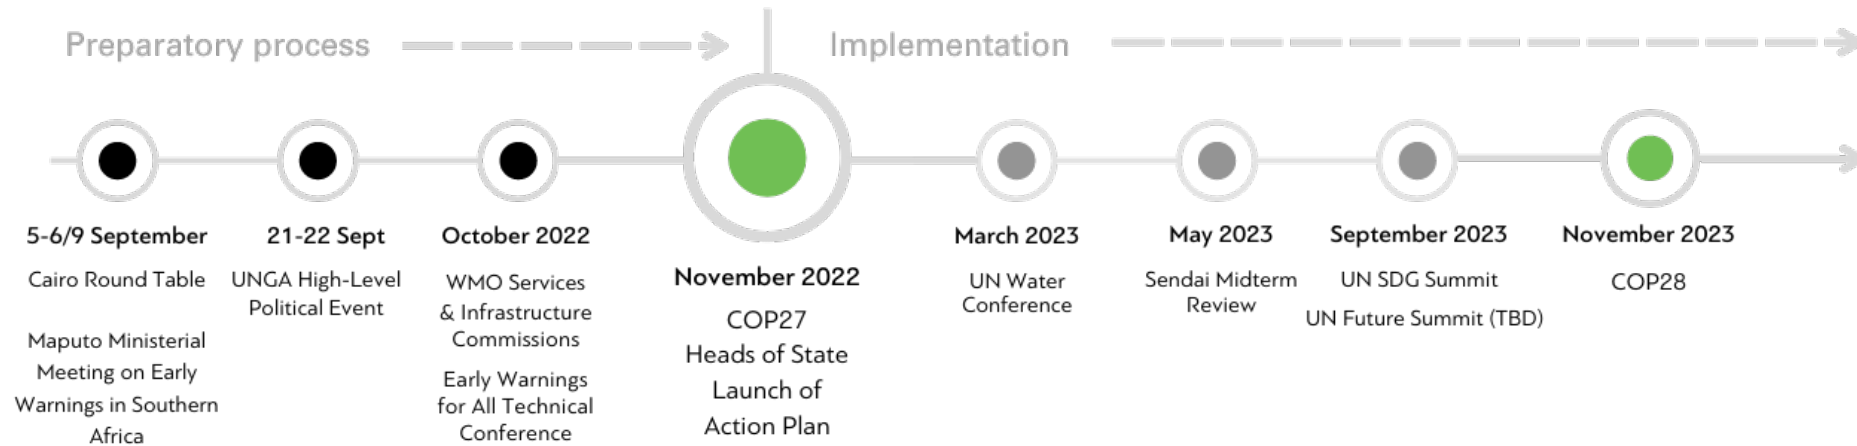 Preparatory process
Implementation
5-6/9 September
Cairo Round Table
Maputo Ministerial
Meeting on Early
Warnings in Southern
Africa
21-22 Sept
UNGA High-Level
Political Event
October 2022
WMO Services
& Infrastructure
Commissions
Early Warnings
for All Technical
Conference
November 2022
COP27
Heads of State
Launch of
Action Plan
March 2023
UN Water
Conference
May 2023
Sendai Midterm
Review
September 2023
UN SDG Summit
UN Future Summit (TBD)
November 2023
COP28